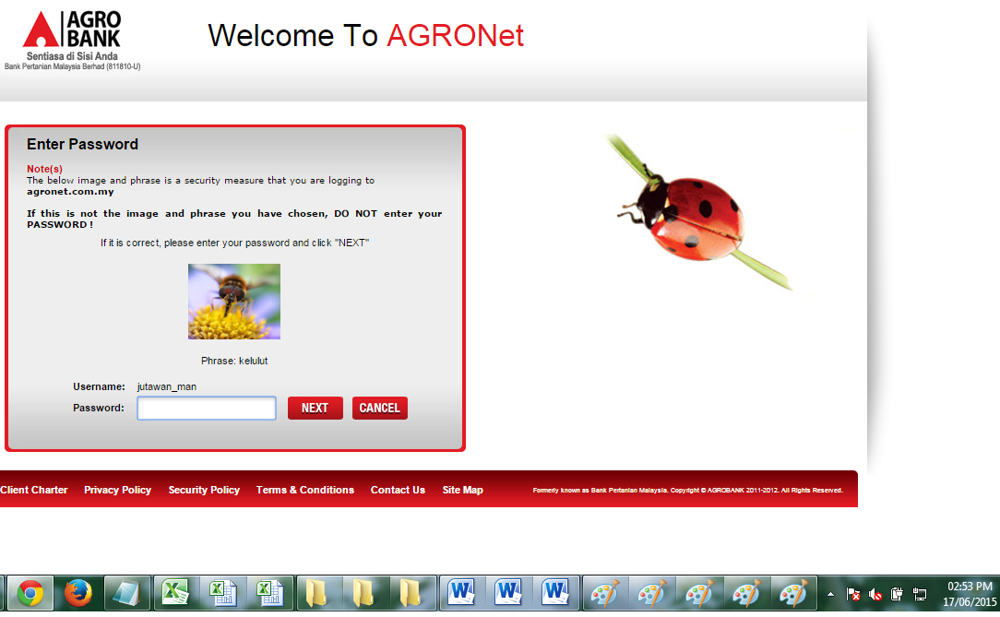 AGRO
BANK
Sentiasa di Sisi Anda
Bank Pertanian Malaysia Berhad (811810-U)
Welcome To AGRONet
Enter Password
Note(s)
The below image and phrase is a security measure that you are logging to
agronet.com.my
If this is not the image and phrase you have chosen, DO NOT enter your
PASSWORD !
If it is correct, please enter your password and click "NEXT"
Phrase: kelulut
Username: jutawan_man
Password: NEXT CANCEL
Client Charter Privacy Policy Security Policy Terms & Conditions Contact Us Site Map Formerly known as Bank Pertanian Malaysia. Copyright © AGROBANK 2011-2012. All Rights Reserved.
02:53 PM
17/06/2015